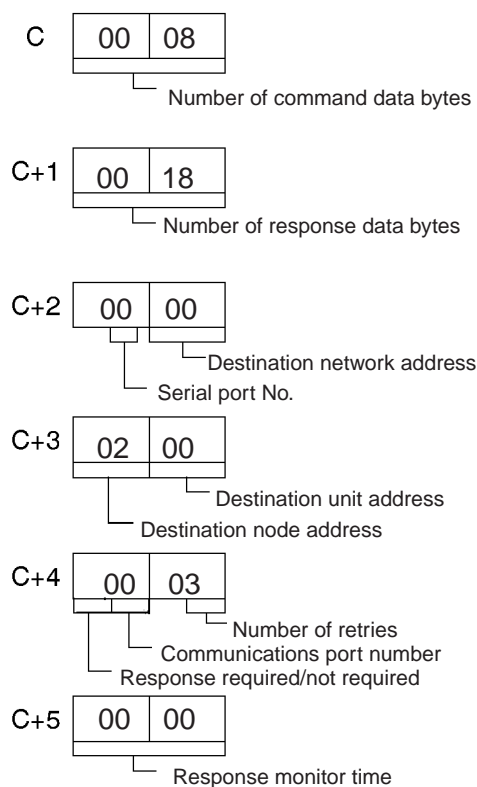 C 00 08
Number of command data bytes
C+1 00 18
Number of response data bytes
C+2 00 00
Destination network address
Serial port No.
C+3 02 00
Destination unit address
Destination node address
C+4 00 03
Number of retries
Communications port number
Response required/not required
C+5 00 00
Response monitor time